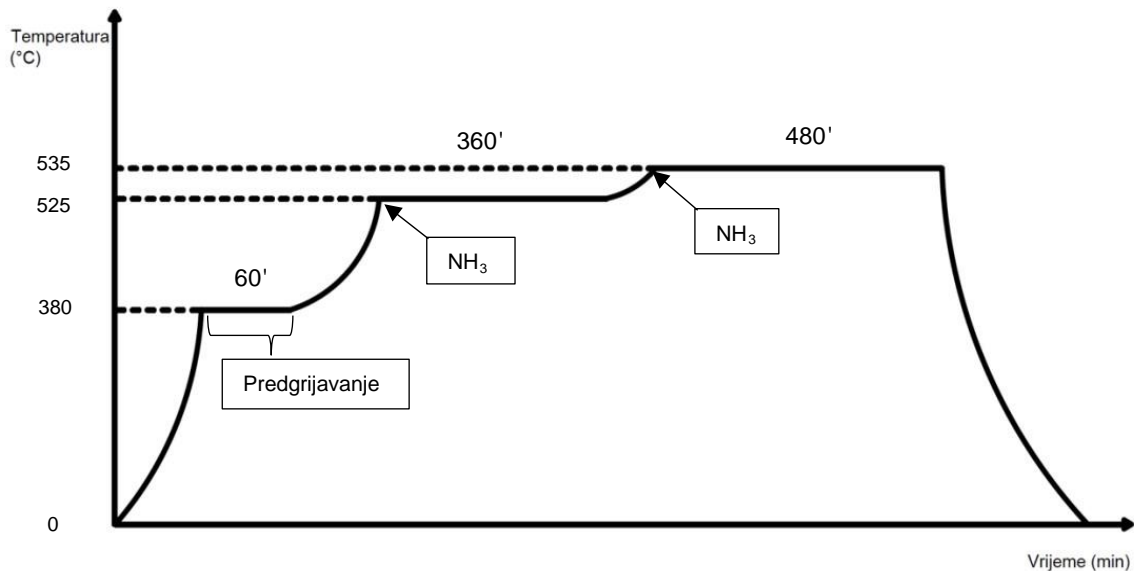 Temperatura
(°C)
360'
480'
535
525
NH₃
NH₃
60'
380
Predgrijavanje
0
Vrijeme (min)